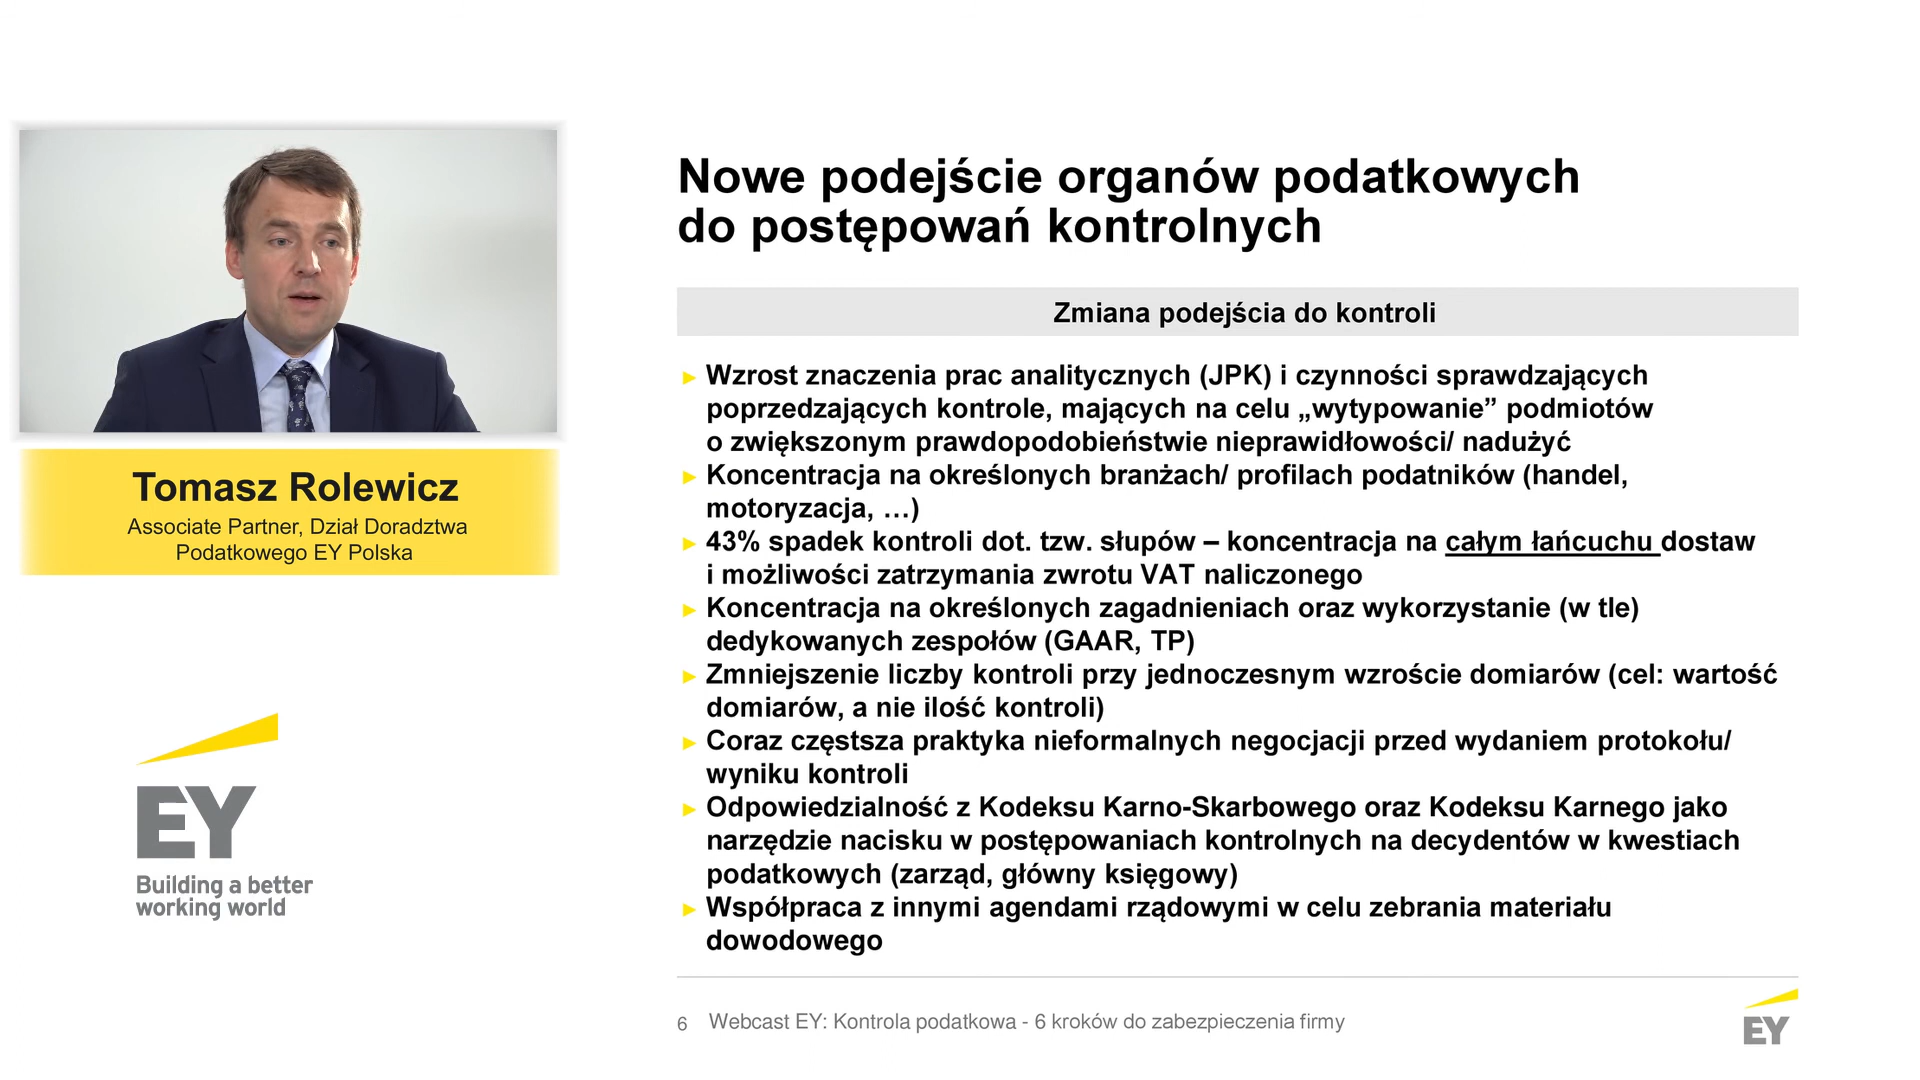 Tomasz Rolewicz
Associate Partner, Dział Doradztwa
Podatkowego EY Polska
EY
Building a better
working world
Nowe podejście organów podatkowych
do postępowań kontrolnych
Zmiana podejścia do kontroli
► Wzrost znaczenia prac analitycznych (JPK) i czynności sprawdzających
poprzedzających kontrole, mających na celu „wytypowanie” podmiotów
o zwiększonym prawdopodobieństwie nieprawidłowości/ nadużyć
► Koncentracja na określonych branżach/ profilach podatników (handel,
motoryzacja, …)
► 43% spadek kontroli dot. tzw. słupów – koncentracja na całym łańcuchu dostaw
i możliwości zatrzymania zwrotu VAT naliczonego
► Koncentracja na określonych zagadnieniach oraz wykorzystanie (w tle)
dedykowanych zespołów (GAAR, TP)
► Zmniejszenie liczby kontroli przy jednoczesnym wzroście domiarów (cel: wartość
domiarów, a nie ilość kontroli)
► Coraz częstsza praktyka nieformalnych negocjacji przed wydaniem protokołu/
wyniku kontroli
► Odpowiedzialność z Kodeksu Karno-Skarbowego oraz Kodeksu Karnego jako
narzędzie nacisku w postępowaniach kontrolnych na decydentów w kwestiach
podatkowych (zarząd, główny księgowy)
► Współpraca z innymi agendami rządowymi w celu zebrania materiału
dowodowego
6 Webcast EY: Kontrola podatkowa - 6 kroków do zabezpieczenia firmy
EY